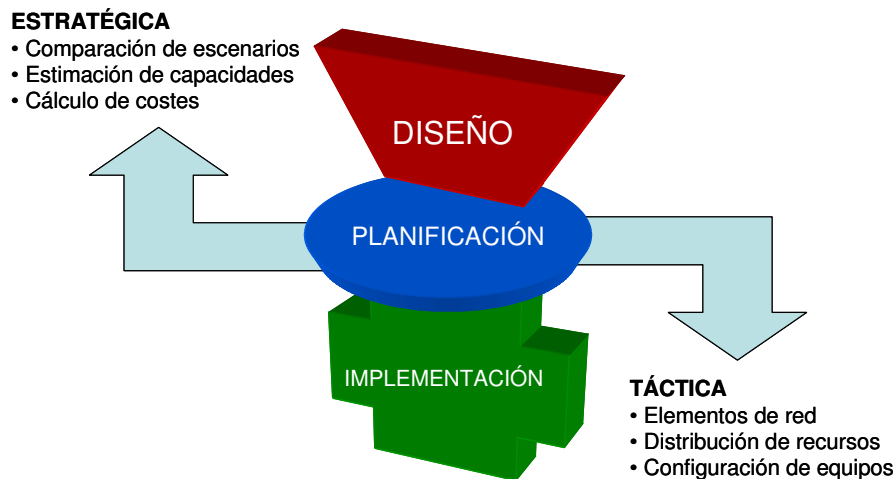 ESTRATÉGICA
• Comparación de escenarios
• Estimación de capacidades
• Cálculo de costes
DISEÑO
PLANIFICACIÓN
IMPLEMENTACIÓN
TÁCTICA
• Elementos de red
• Distribución de recursos
• Configuración de equipos